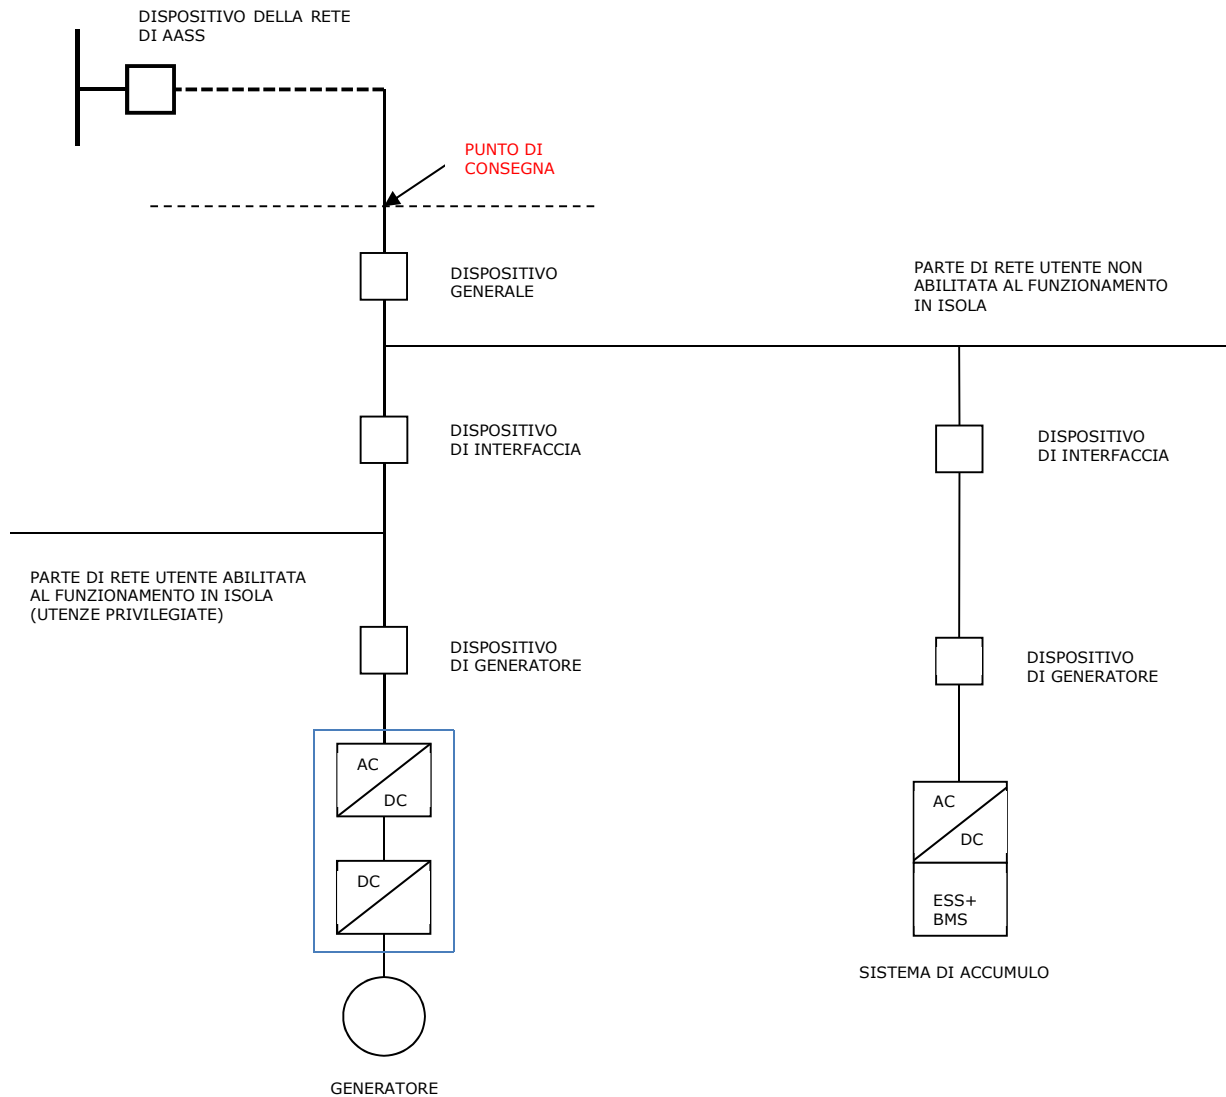 DISPOSITIVO DELLA RETE
DI AASS
PUNTO DI
CONSEGNA
DISPOSITIVO
GENERALE
PARTE DI RETE UTENTE NON
ABILITATA AL FUNZIONAMENTO
IN ISOLA
DISPOSITIVO
DI INTERFACCIA
DISPOSITIVO
DI INTERFACCIA
PARTE DI RETE UTENTE ABILITATA
AL FUNZIONAMENTO IN ISOLA
(UTENZE PRIVILEGIATE)
DISPOSITIVO
DI GENERATORE
DISPOSITIVO
DI GENERATORE
AC
DC
DC
AC
DC
ESS+
BMS
SISTEMA DI ACCUMULO
GENERATORE